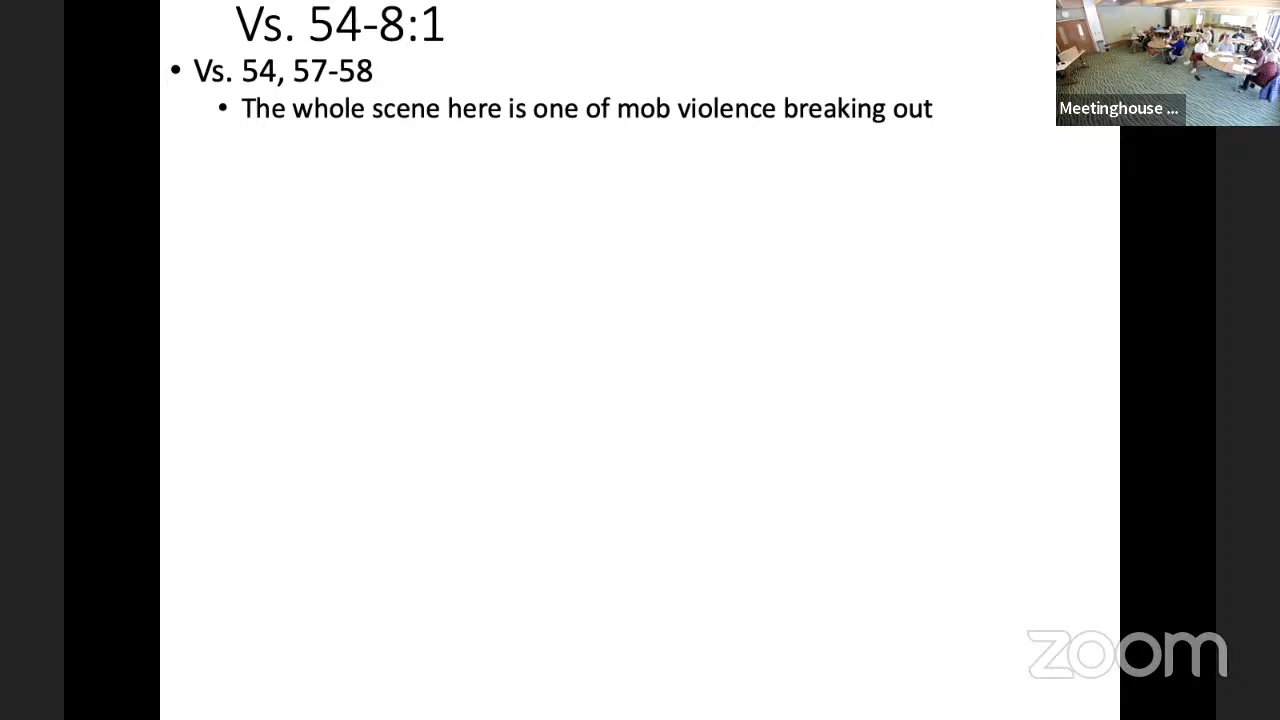 Vs. 54-8:1
• Vs. 54, 57-58
• The whole scene here is one of mob violence breaking out
Meetinghouse ...
zoom